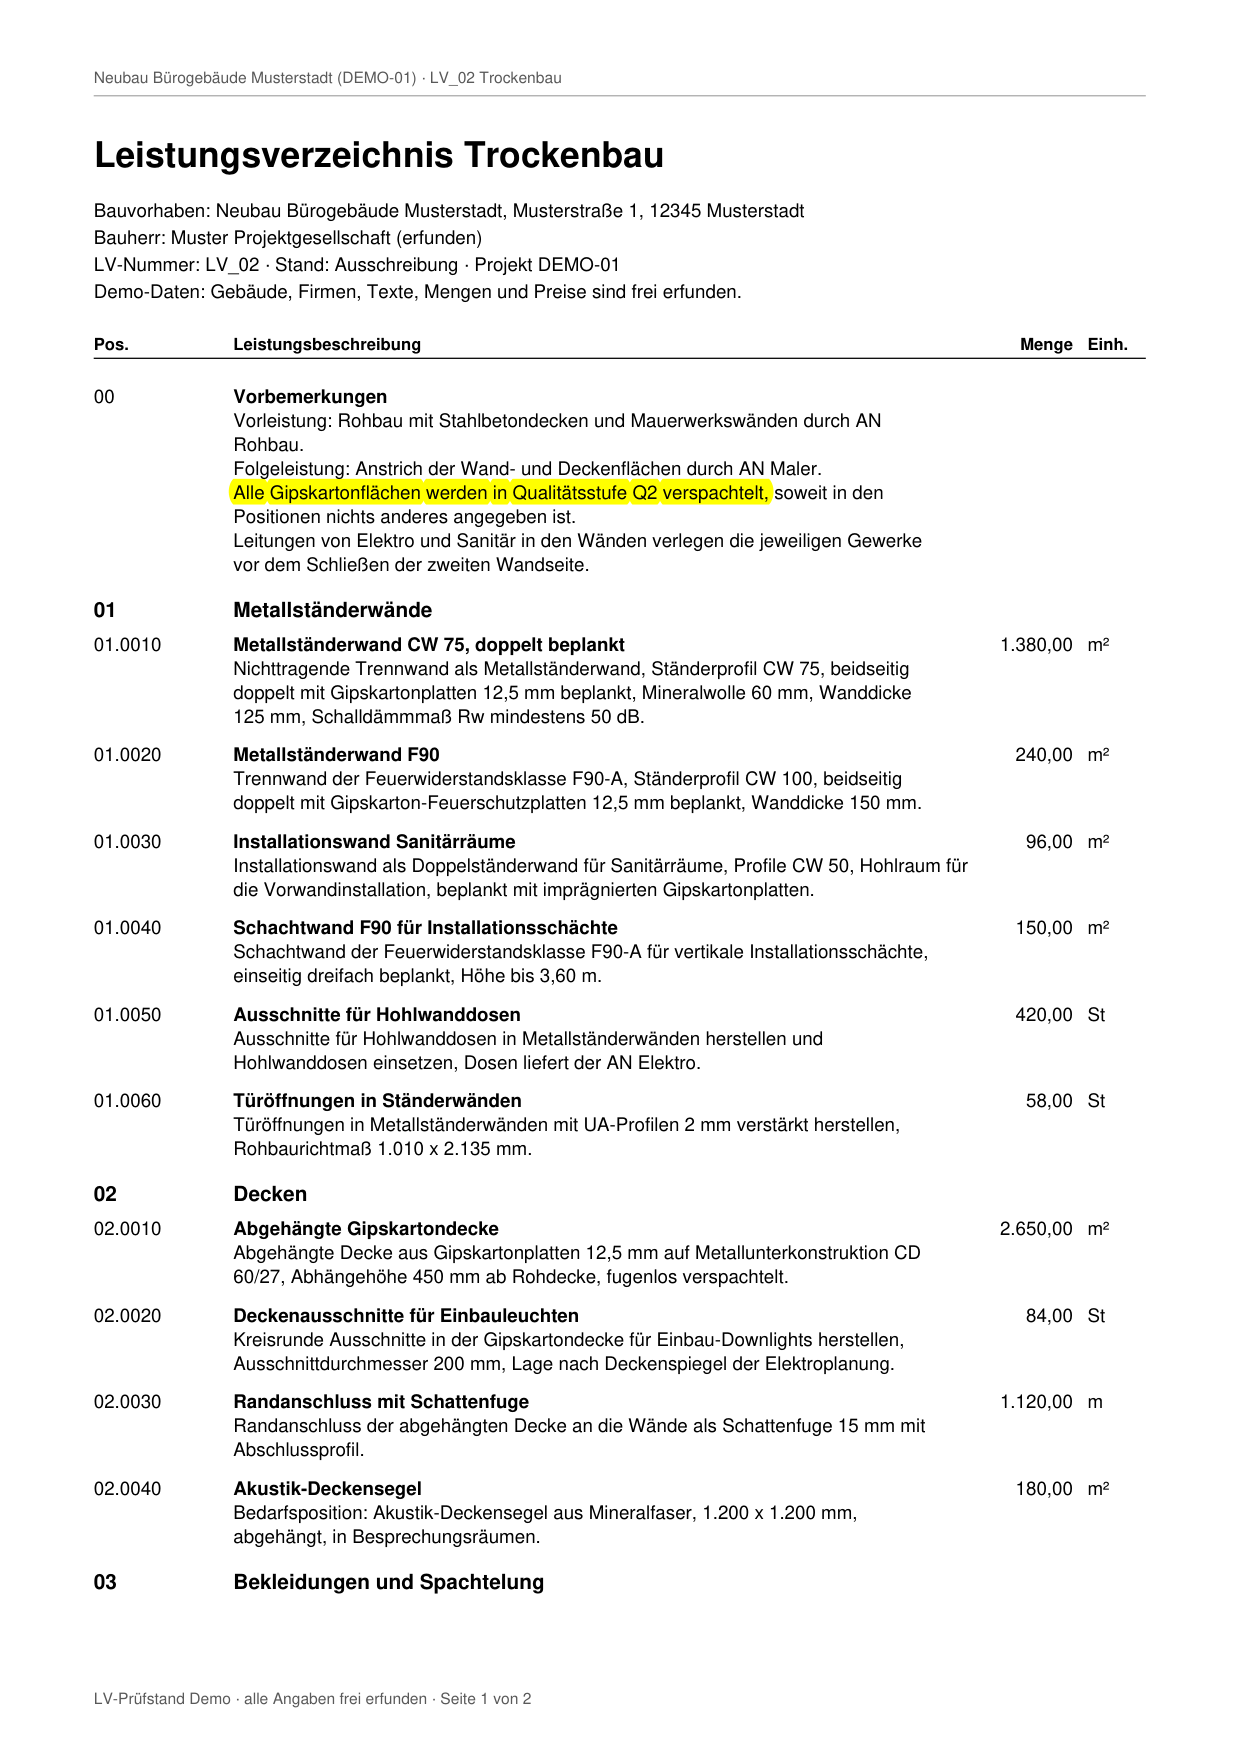 Neubau Bürogebäude Musterstadt (DEMO-01) · LV_02 Trockenbau
Leistungsverzeichnis Trockenbau
Bauvorhaben: Neubau Bürogebäude Musterstadt, Musterstraße 1, 12345 Musterstadt
Bauherr: Muster Projektgesellschaft (erfunden)
LV-Nummer: LV_02 · Stand: Ausschreibung · Projekt DEMO-01
Demo-Daten: Gebäude, Firmen, Texte, Mengen und Preise sind frei erfunden.
Pos. Leistungsbeschreibung Menge Einh.
00 Vorbemerkungen
Vorleistung: Rohbau mit Stahlbetondecken und Mauerwerkswänden durch AN
Rohbau.
Folgeleistung: Anstrich der Wand- und Deckenflächen durch AN Maler.
Alle Gipskartonflächen werden in Qualitätsstufe Q2 verspachtelt, soweit in den
Positionen nichts anderes angegeben ist.
Leitungen von Elektro und Sanitär in den Wänden verlegen die jeweiligen Gewerke
vor dem Schließen der zweiten Wandseite.
01 Metallständerwände
01.0010 Metallständerwand CW 75, doppelt beplankt 1.380,00 m²
Nichttragende Trennwand als Metallständerwand, Ständerprofil CW 75, beidseitig
doppelt mit Gipskartonplatten 12,5 mm beplankt, Mineralwolle 60 mm, Wanddicke
125 mm, Schalldämmmaß Rw mindestens 50 dB.
01.0020 Metallständerwand F90 240,00 m²
Trennwand der Feuerwiderstandsklasse F90-A, Ständerprofil CW 100, beidseitig
doppelt mit Gipskarton-Feuerschutzplatten 12,5 mm beplankt, Wanddicke 150 mm.
01.0030 Installationswand Sanitärräume 96,00 m²
Installationswand als Doppelständerwand für Sanitärräume, Profile CW 50, Hohlraum für
die Vorwandinstallation, beplankt mit imprägnierten Gipskartonplatten.
01.0040 Schachtwand F90 für Installationsschächte 150,00 m²
Schachtwand der Feuerwiderstandsklasse F90-A für vertikale Installationsschächte,
einseitig dreifach beplankt, Höhe bis 3,60 m.
01.0050 Ausschnitte für Hohlwanddosen 420,00 St
Ausschnitte für Hohlwanddosen in Metallständerwänden herstellen und
Hohlwanddosen einsetzen, Dosen liefert der AN Elektro.
01.0060 Türöffnungen in Ständerwänden 58,00 St
Türöffnungen in Metallständerwänden mit UA-Profilen 2 mm verstärkt herstellen,
Rohbaurichtmaß 1.010 x 2.135 mm.
02 Decken
02.0010 Abgehängte Gipskartondecke 2.650,00 m²
Abgehängte Decke aus Gipskartonplatten 12,5 mm auf Metallunterkonstruktion CD
60/27, Abhängehöhe 450 mm ab Rohdecke, fugenlos verspachtelt.
02.0020 Deckenausschnitte für Einbauleuchten 84,00 St
Kreisrunde Ausschnitte in der Gipskartondecke für Einbau-Downlights herstellen,
Ausschnittdurchmesser 200 mm, Lage nach Deckenspiegel der Elektroplanung.
02.0030 Randanschluss mit Schattenfuge 1.120,00 m
Randanschluss der abgehängten Decke an die Wände als Schattenfuge 15 mm mit
Abschlussprofil.
02.0040 Akustik-Deckensegel 180,00 m²
Bedarfsposition: Akustik-Deckensegel aus Mineralfaser, 1.200 x 1.200 mm,
abgehängt, in Besprechungsräumen.
03 Bekleidungen und Spachtelung
LV-Prüfstand Demo · alle Angaben frei erfunden · Seite 1 von 2